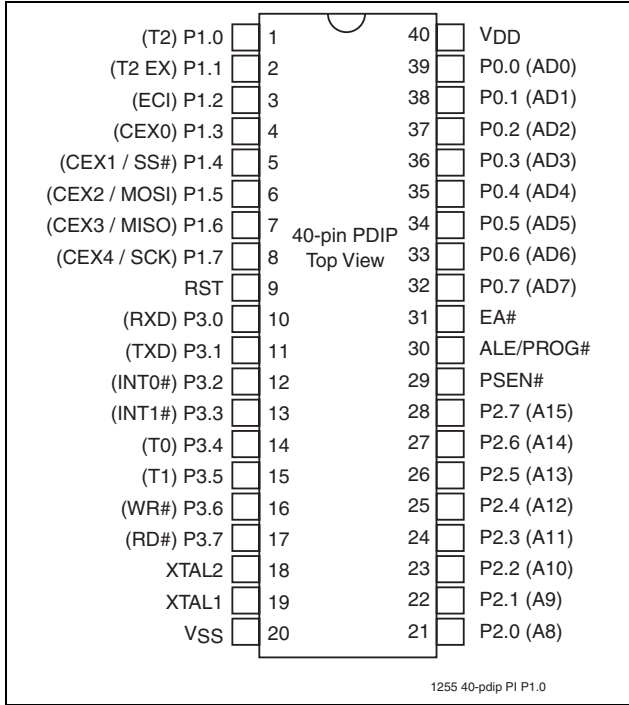 (T2) P1.0 1 40 VDD
(T2 EX) P1.1 2 39 P0.0 (AD0)
(ECI) P1.2 3 38 P0.1 (AD1)
(CEX0) P1.3 4 37 P0.2 (AD2)
(CEX1 / SS#) P1.4 5 36 P0.3 (AD3)
(CEX2 / MOSI) P1.5 6 35 P0.4 (AD4)
(CEX3 / MISO) P1.6 7 34 P0.5 (AD5)
40-pin PDIP
(CEX4 / SCK) P1.7 8 33 P0.6 (AD6)
Top View
RST 9 32 P0.7 (AD7)
(RXD) P3.0 10 31 EA#
(TXD) P3.1 11 30 ALE/PROG#
(INT0#) P3.2 12 29 PSEN#
(INT1#) P3.3 13 28 P2.7 (A15)
(T0) P3.4 14 27 P2.6 (A14)
(T1) P3.5 15 26 P2.5 (A13)
(WR#) P3.6 16 25 P2.4 (A12)
(RD#) P3.7 17 24 P2.3 (A11)
XTAL2 18 23 P2.2 (A10)
XTAL1 19 22 P2.1 (A9)
VSS 20 21 P2.0 (A8)
1255 40-pdip PI P1.0